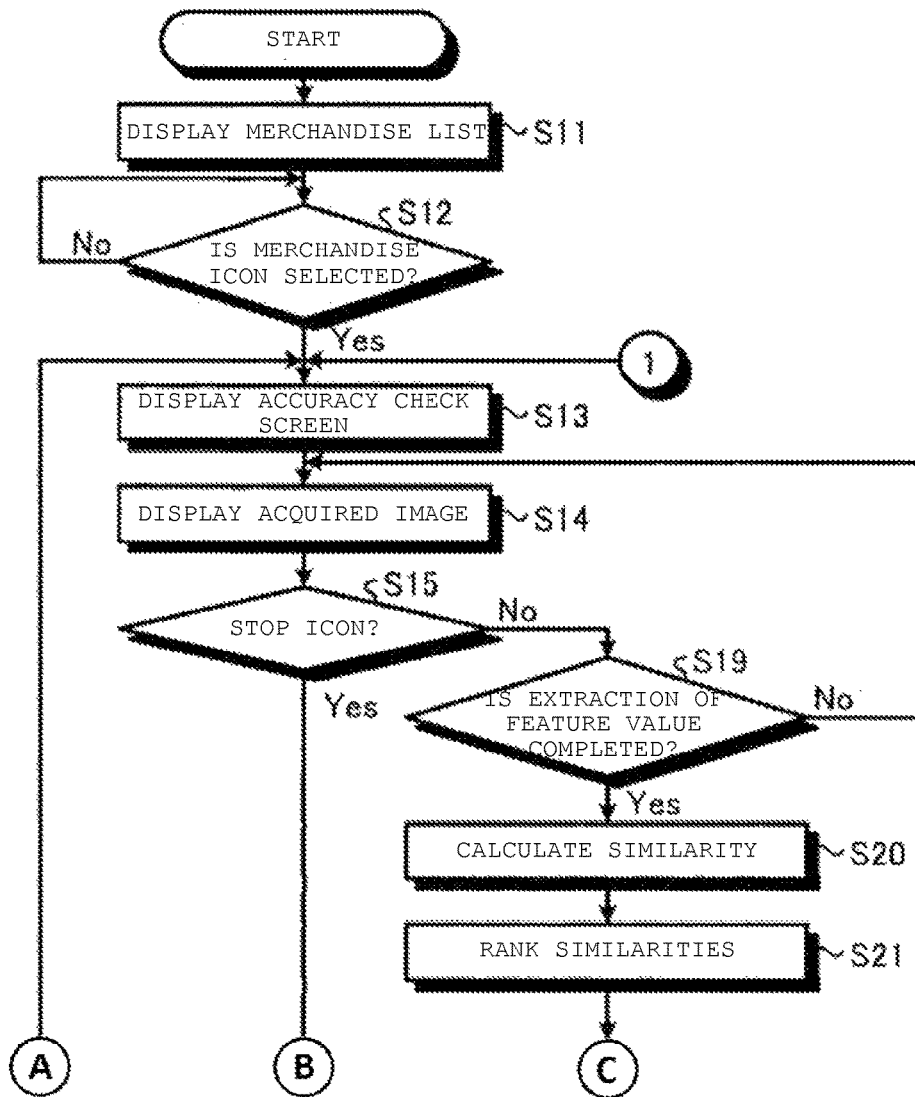 START
DISPLAY MERCHANDISE LIST
S11
S12
No
IS MERCHANDISE
ICON SELECTED?
Yes
1
DISPLAY ACCURACY CHECK
SCREEN
S13
DISPLAY ACQUIRED IMAGE
S14
S15
STOP ICON?
No
Yes
S19
IS EXTRACTION OF
FEATURE VALUE
COMPLETED?
No
Yes
CALCULATE SIMILARITY
S20
RANK SIMILARITIES
S21
A
B
C